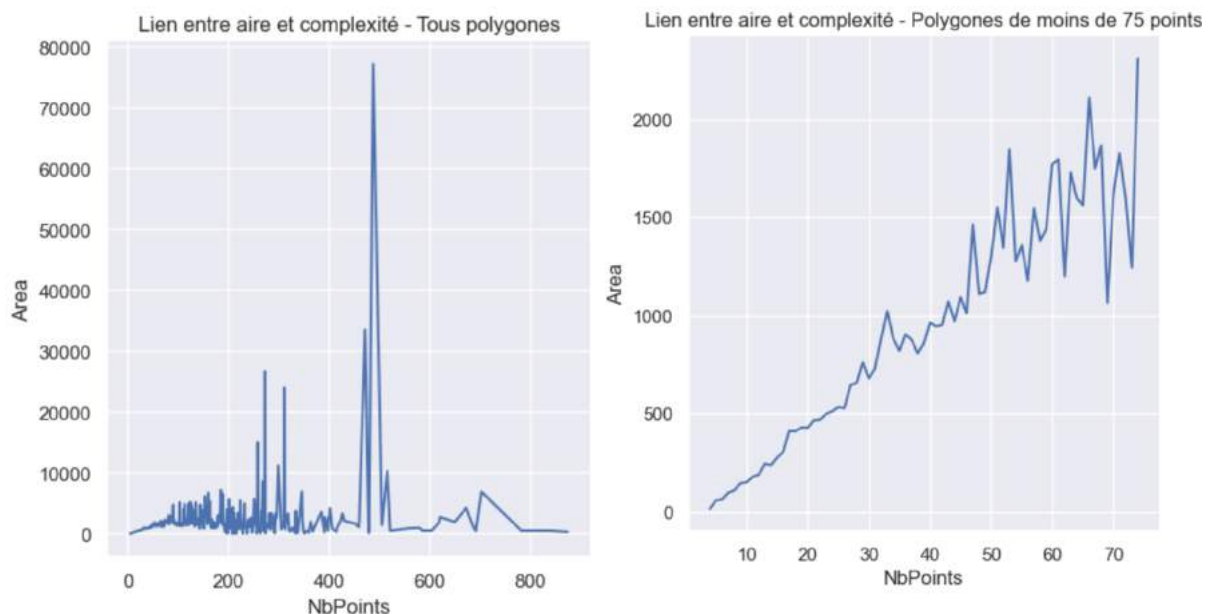 Lien entre aire et complexité - Tous polygones
80000
70000
60000
50000
40000
30000
20000
10000
0
Area
0 200 400 600 800
NbPoints
Lien entre aire et complexité - Polygones de moins de 75 points
2000
1500
1000
500
0
Area
10 20 30 40 50 60 70
NbPoints